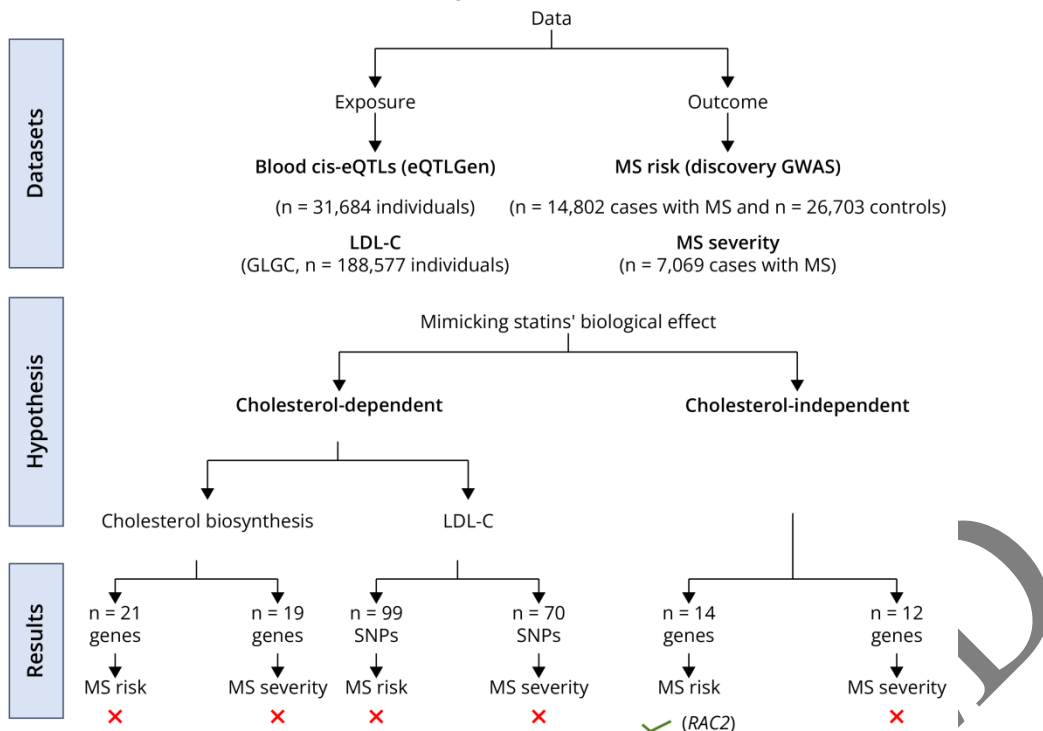 Data
Datasets
Exposure
Outcome
Blood cis-eQTLs (eQTLGen)
MS risk (discovery GWAS)
(n = 31,684 individuals)
(n = 14,802 cases with MS and n = 26,703 controls)
LDL-C
MS severity
(GLGC, n = 188,577 individuals)
(n = 7,069 cases with MS)
Hypothesis
Mimicking statins' biological effect
Cholesterol-dependent
Cholesterol-independent
Cholesterol biosynthesis
LDL-C
Results
n = 21
genes
n = 19
genes
n = 99
SNPs
n = 70
SNPs
n = 14
genes
n = 12
genes
MS risk
MS severity
MS risk
MS severity
MS risk
MS severity
(RAC2)